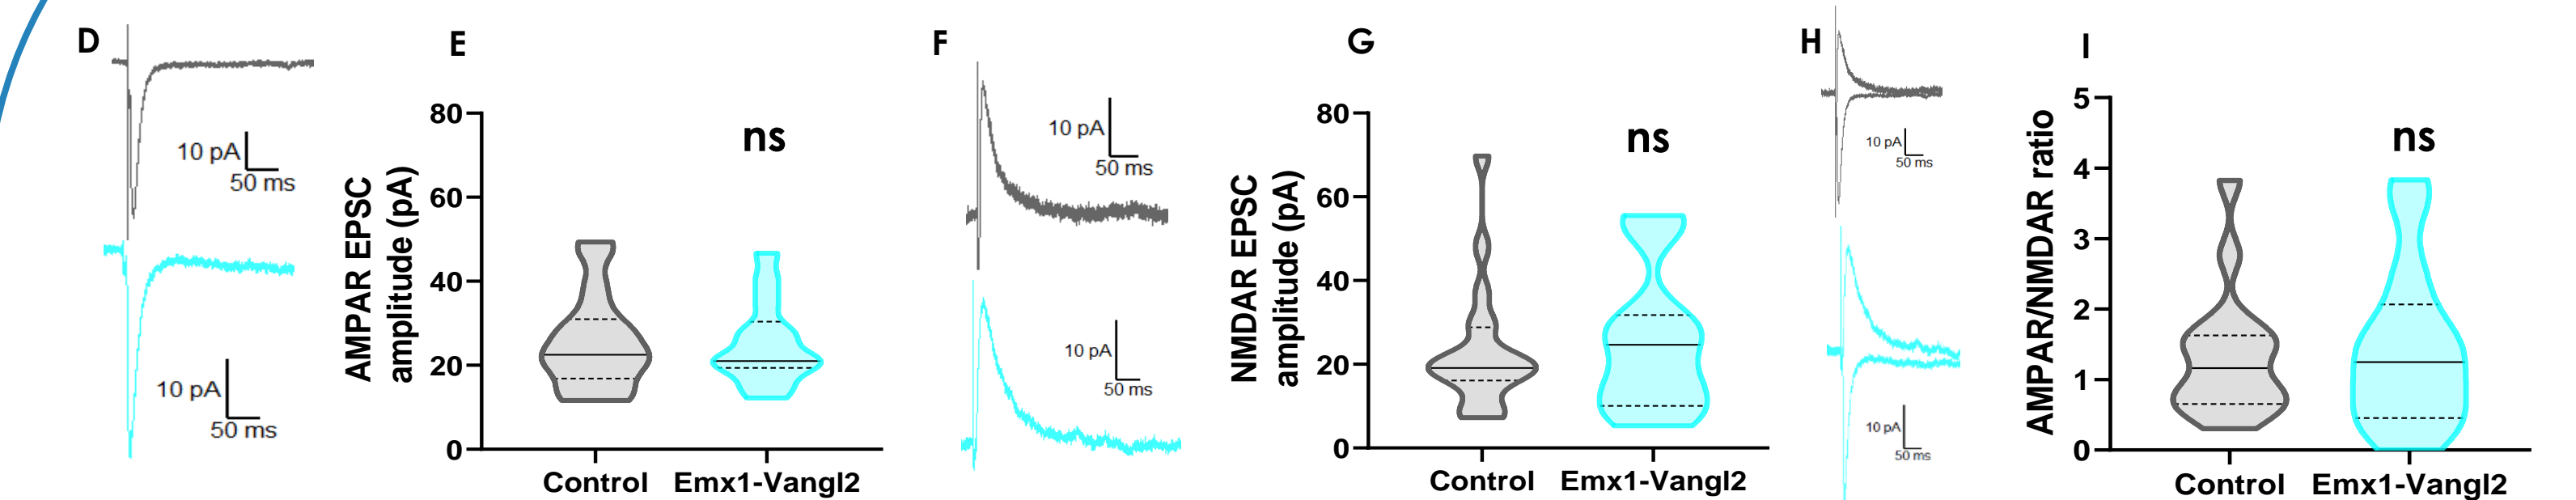 D
10 pA
50 ms
10 pA
50 ms
E
AMPAR EPSC
amplitude (pA)
80
60
40
20
0
ns
Control
Emx1-Vangl2
F
10 pA
50 ms
10 pA
50 ms
G
NMDAR EPSC
amplitude (pA)
80
60
40
20
0
ns
Control
Emx1-Vangl2
H
10 pA
50 ms
10 pA
50 ms
I
AMPAR/NMDAR ratio
5
4
3
2
1
0
ns
Control
Emx1-Vangl2